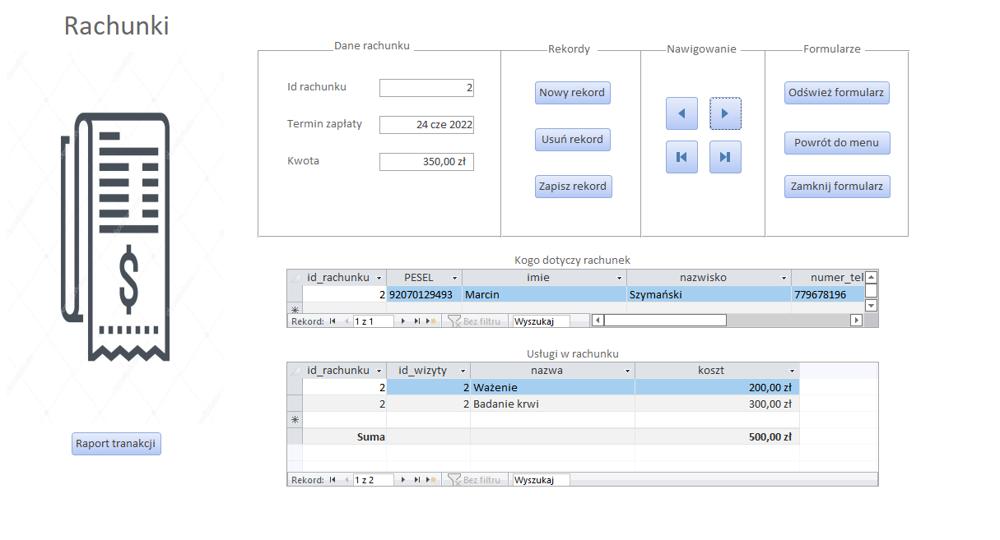 Rachunki
Dane rachunku
Id rachunku 2
Termin zapłaty 24 cze 2022
Kwota 350,00 zł
Rekordy
Nowy rekord
Usuń rekord
Zapisz rekord
Nawigowanie
Formularze
Odśwież formularz
Powrót do menu
Zamknij formularz
Kogo dotyczy rachunek
id_rachunku PESEL imie nazwisko numer_tel
2 92070129493 Marcin Szymański 779678196
Rekord: 1 z 1 Bez filtru Wyszukaj
Usługi w rachunku
id_rachunku id_wizyty nazwa koszt
2 2 Ważenie 200,00 zł
2 2 Badanie krwi 300,00 zł
Suma 500,00 zł
Rekord: 1 z 2 Bez filtru Wyszukaj
Raport tranakcji